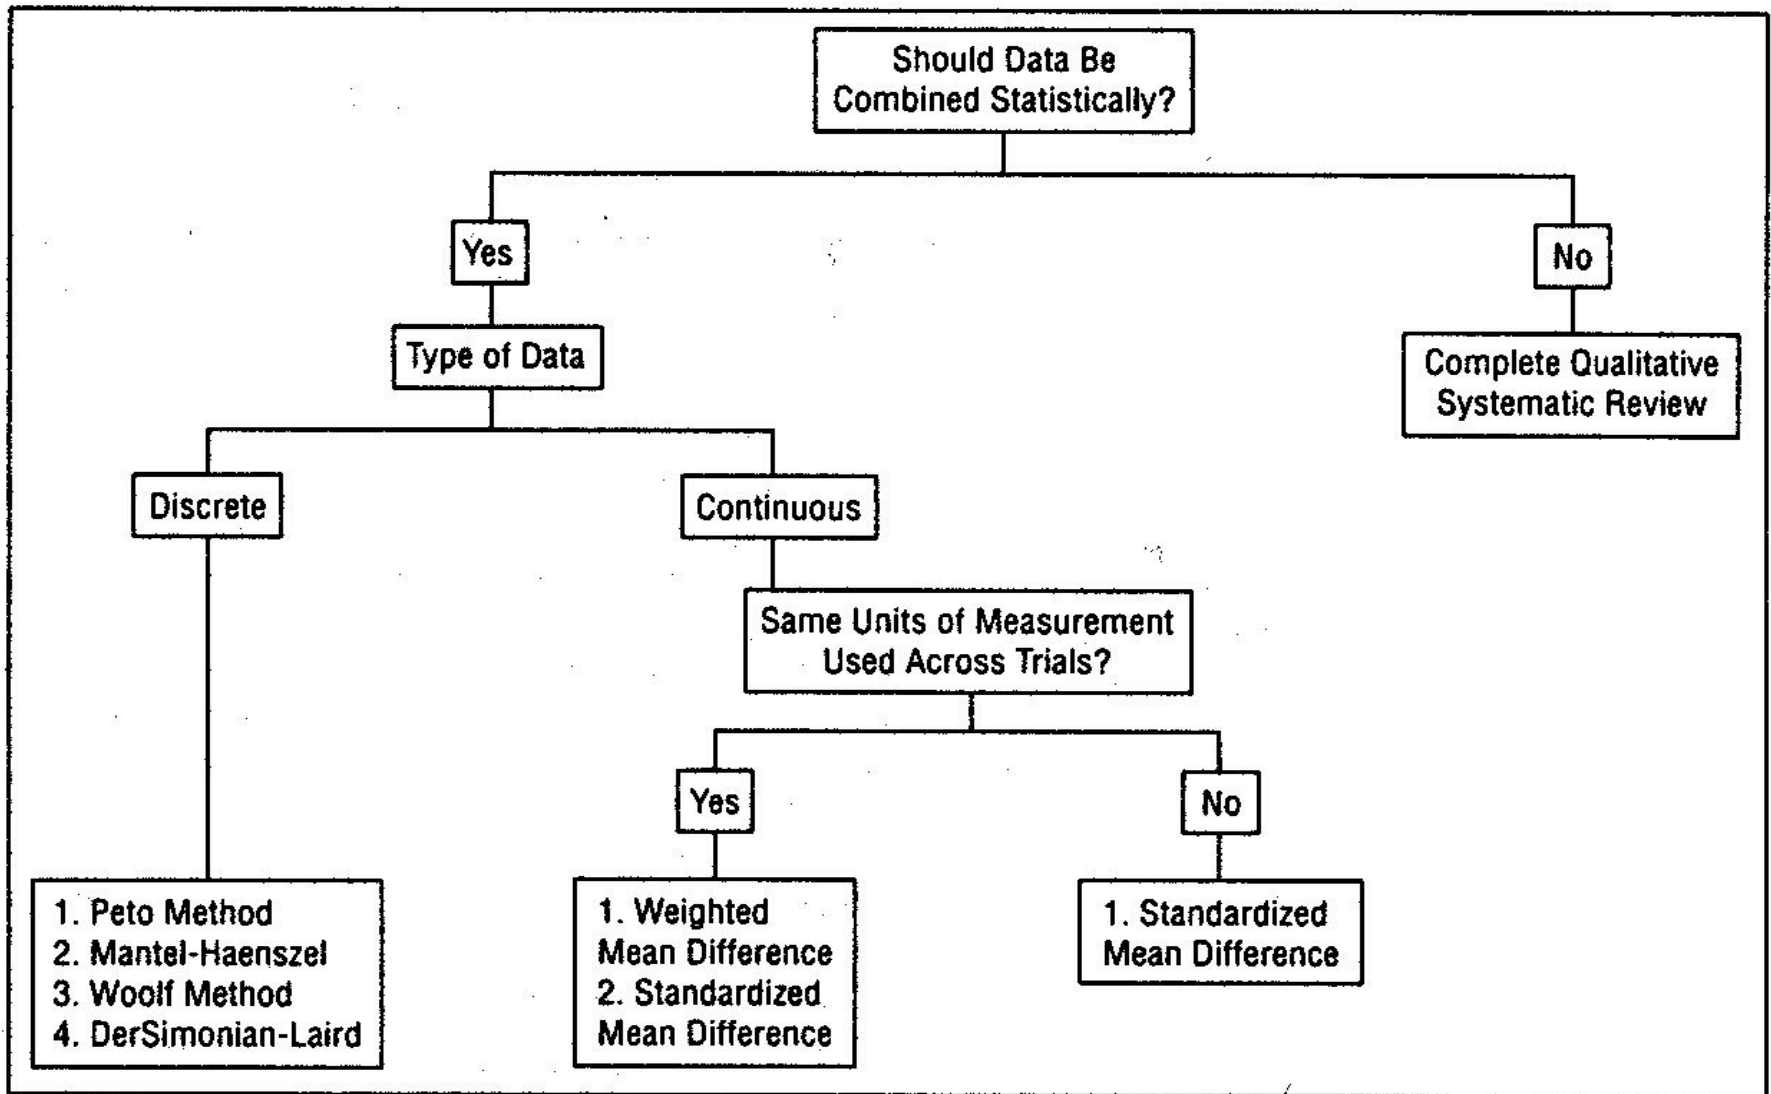 Should Data Be
Combined Statistically?
Yes
No
Type of Data
Complete Qualitative
Systematic Review
Discrete
Continuous
Same Units of Measurement
Used Across Trials?
Yes
No
1. Peto Method
2. Mantel-Haenszel
3. Woolf Method
4. DerSimonian-Laird
1. Weighted
Mean Difference
2. Standardized
Mean Difference
1. Standardized
Mean Difference